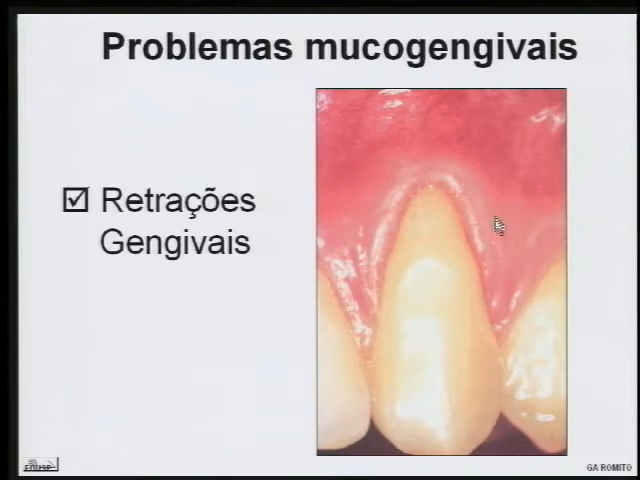 Problemas mucogengivais
Retrações
Gengivais
GA ROMITO